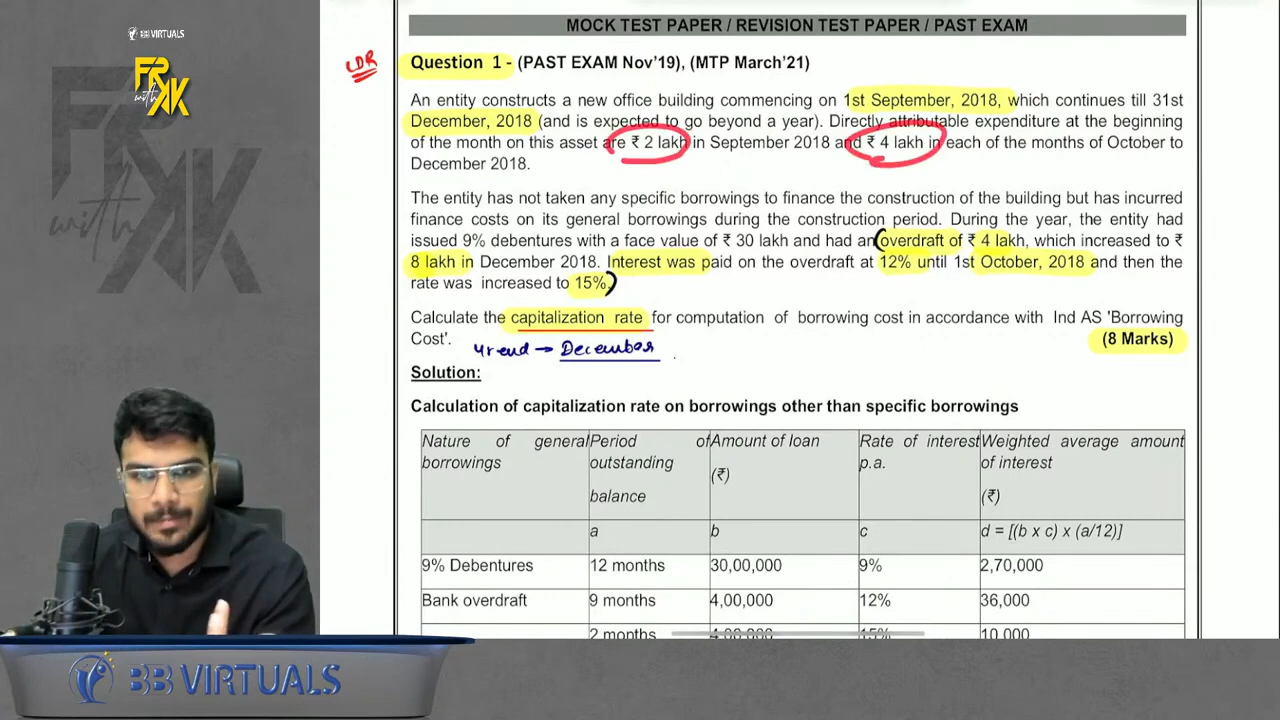 BB VIRTUALS
FR
with
AK
MOCK TEST PAPER / REVISION TEST PAPER / PAST EXAM
LDR
Question 1 - (PAST EXAM Nov'19), (MTP March'21)
An entity constructs a new office building commencing on 1st September, 2018, which continues till 31st
December, 2018 (and is expected to go beyond a year). Directly attributable expenditure at the beginning
of the month on this asset are ₹ 2 lakh in September 2018 and ₹ 4 lakh in each of the months of October to
December 2018.
The entity has not taken any specific borrowings to finance the construction of the building but has incurred
finance costs on its general borrowings during the construction period. During the year, the entity had
issued 9% debentures with a face value of ₹ 30 lakh and had an overdraft of ₹ 4 lakh, which increased to ₹
8 lakh in December 2018. Interest was paid on the overdraft at 12% until 1st October, 2018 and then the
rate was increased to 15%.
Calculate the capitalization rate for computation of borrowing cost in accordance with Ind AS 'Borrowing
Cost'. (8 Marks)
Yr end → December
Solution:
Calculation of capitalization rate on borrowings other than specific borrowings
Nature of general Period of Amount of loan Rate of interest Weighted average amount
borrowings outstanding p.a. of interest
(₹)
balance (₹)
a b c d = [(b x c) x (a/12)]
9% Debentures 12 months 30,00,000 9% 2,70,000
Bank overdraft 9 months 4,00,000 12% 36,000
2 months 4,00,000 15% 10,000
BB VIRTUALS